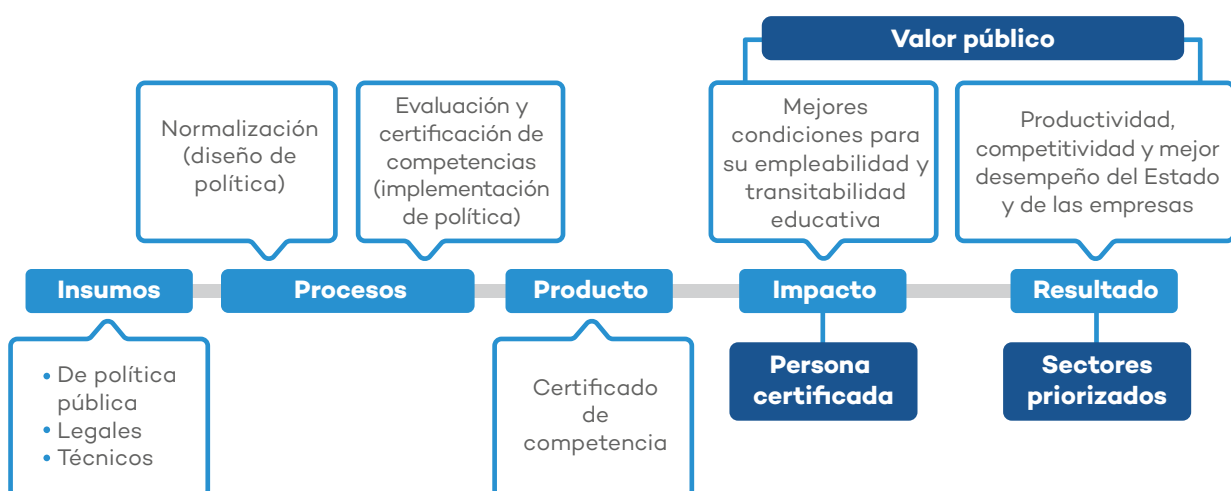 Valor público
Normalización
(diseño de
política)
Evaluación y
certificación de
competencias
(implementación
de política)
Mejores
condiciones para
su empleabilidad y
transitabilidad
educativa
Productividad,
competitividad y mejor
desempeño del Estado
y de las empresas
Insumos
Procesos
Producto
Impacto
Resultado
• De política
pública
• Legales
• Técnicos
Certificado
de
competencia
Persona
certificada
Sectores
priorizados